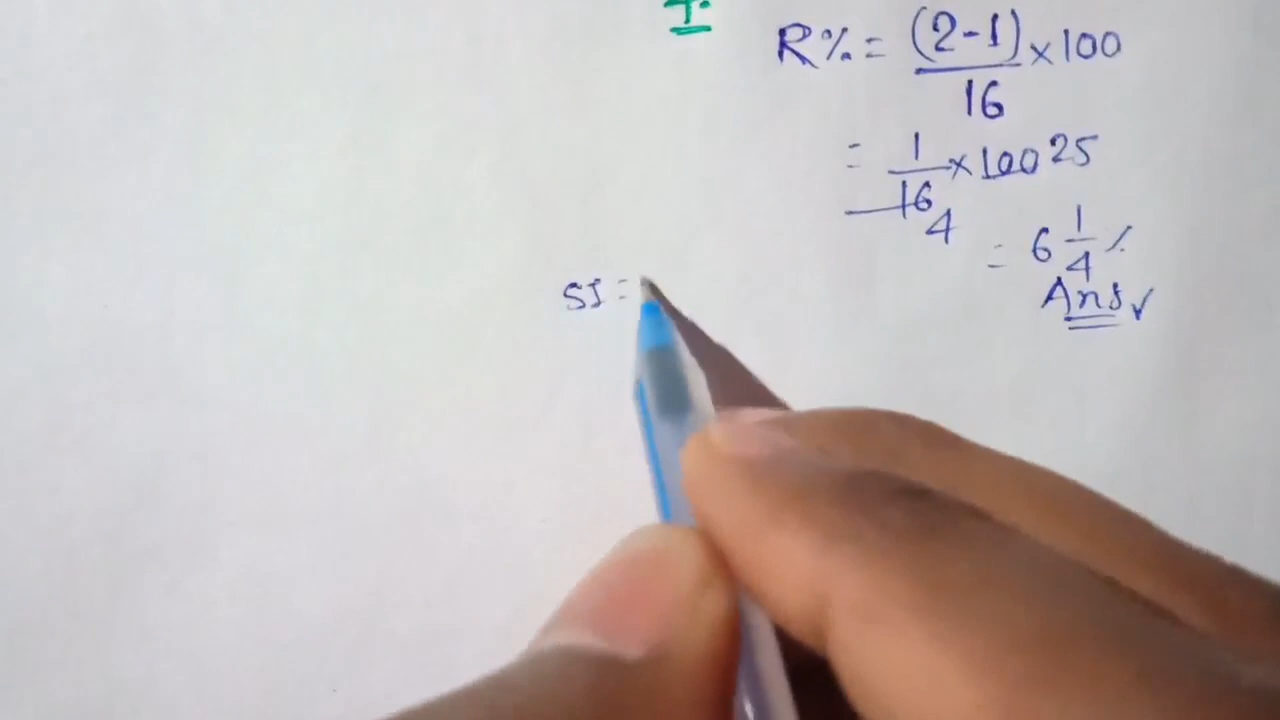 T.
R% = (2-1)/16 × 100
= 1/16 × 100 25
4
= 6 1/4 %
Ans ✓
SI =